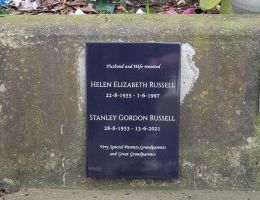 Husband and Wife reunited
HELEN ELIZABETH RUSSELL
22-8-1935 - 1-6-1997
STANLEY GORDON RUSSELL
28-6-1933 - 13-6-2021
Very Special Parents, Grandparents
and Great Grandparents